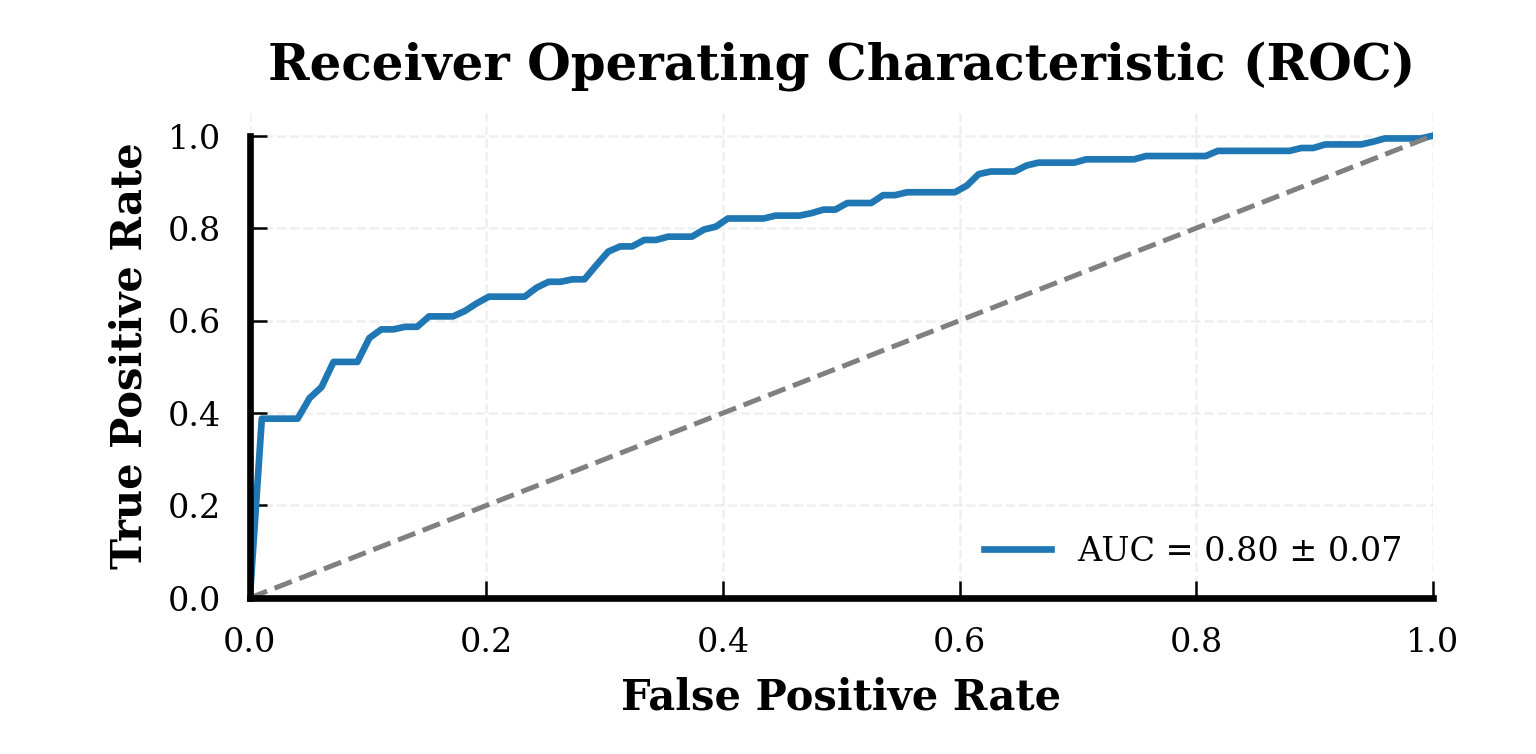 Receiver Operating Characteristic (ROC)
True Positive Rate
1.0
0.8
0.6
0.4
0.2
0.0
AUC = 0.80 ± 0.07
0.0 0.2 0.4 0.6 0.8 1.0
False Positive Rate